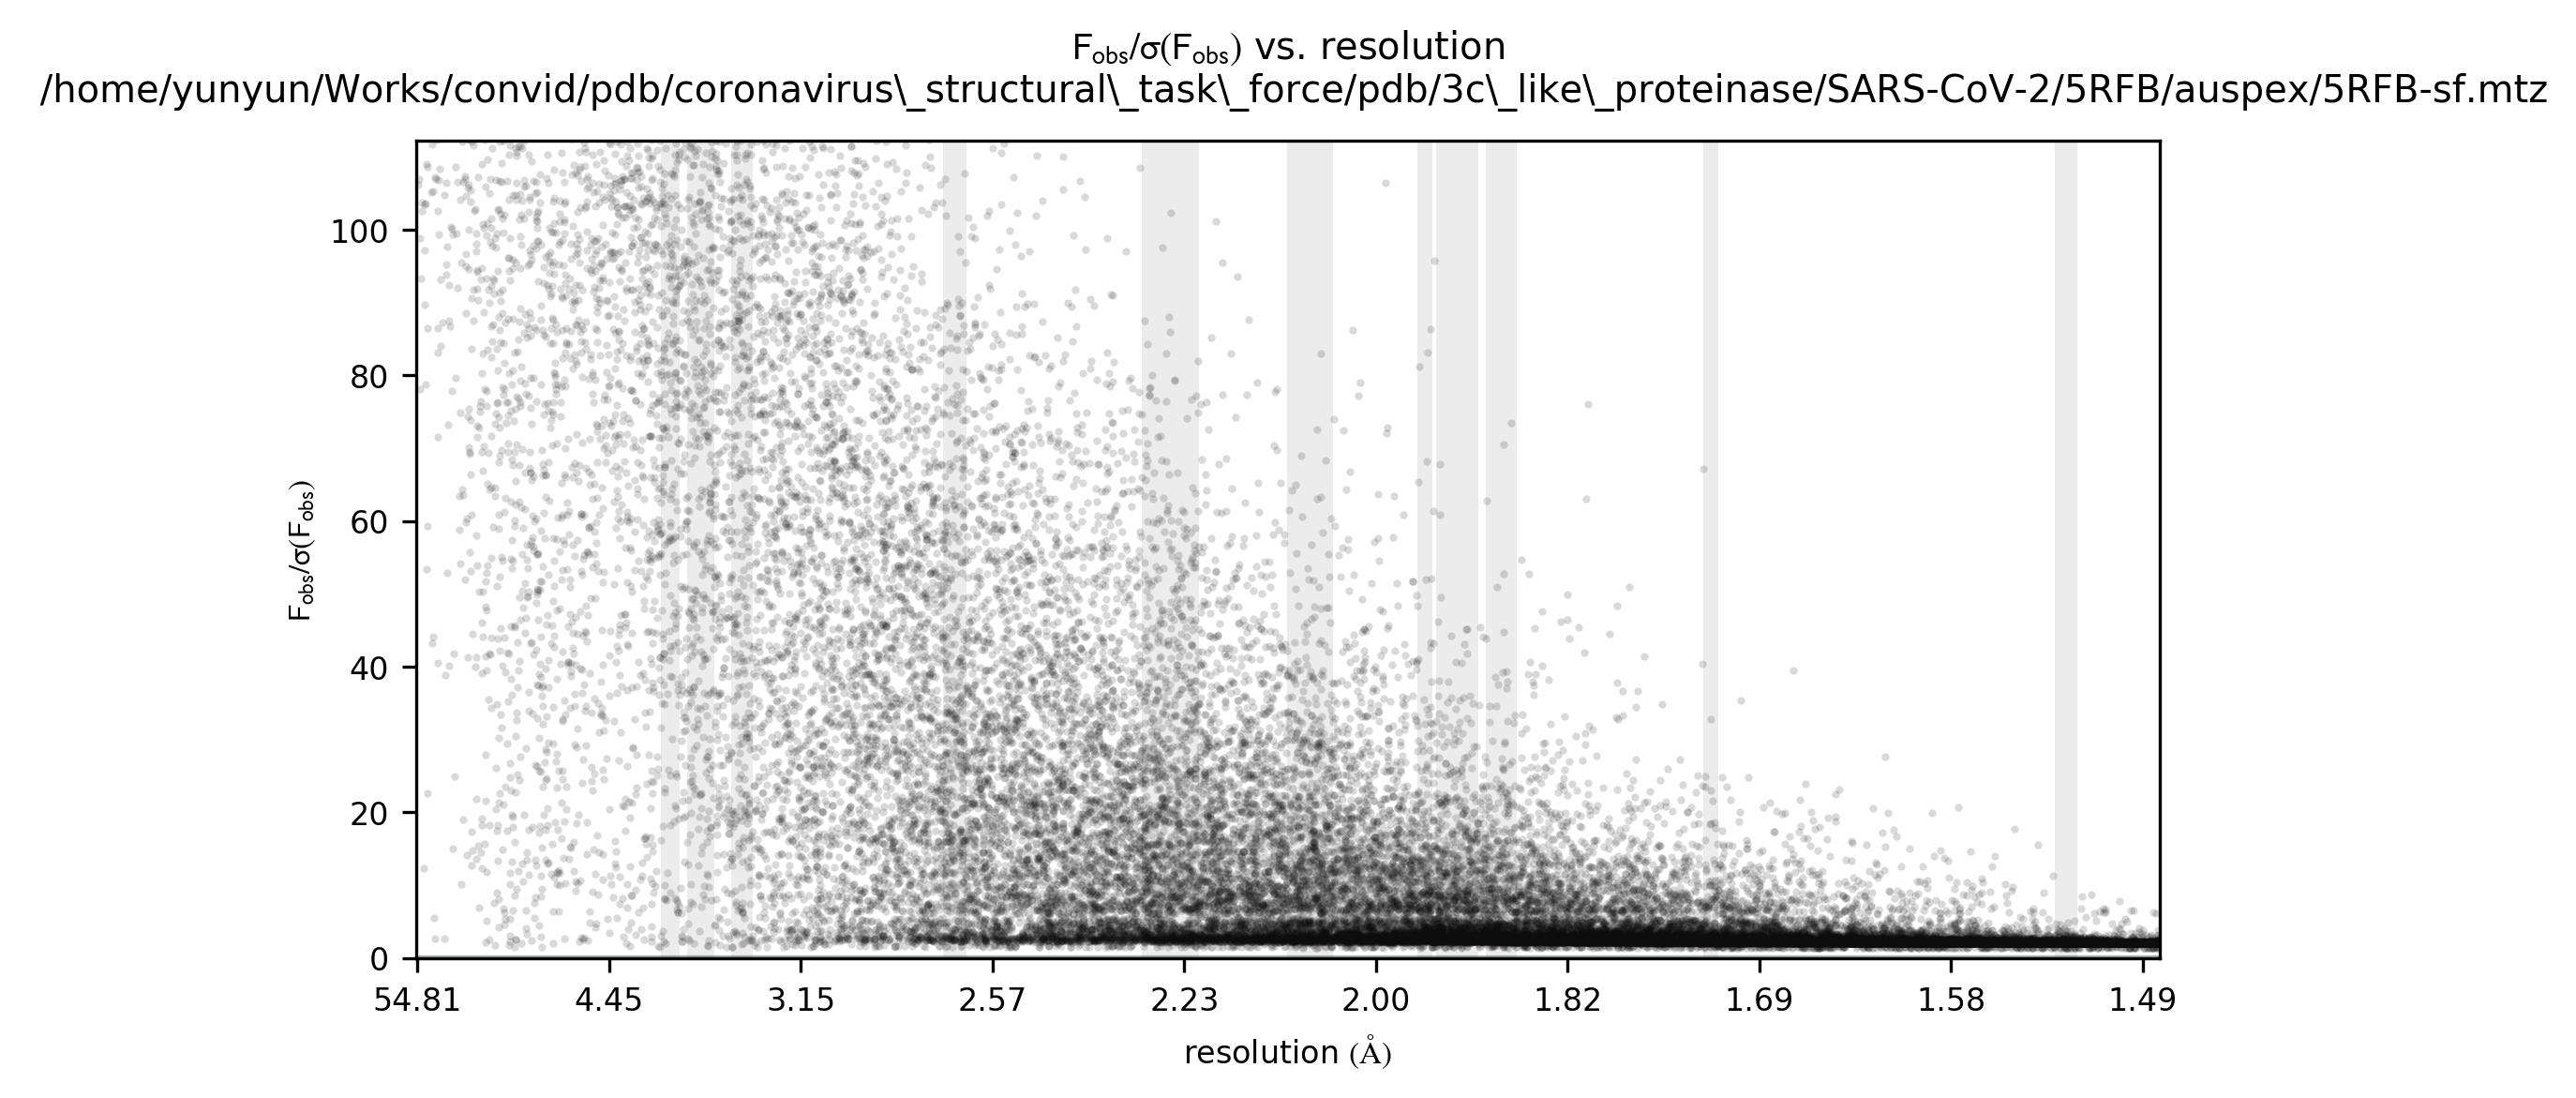 Fobs/σ(Fobs) vs. resolution
/home/yunyun/Works/convid/pdb/coronavirus\_structural\_task\_force/pdb/3c\_like\_proteinase/SARS-CoV-2/5RFB/auspex/5RFB-sf.mtz
Fobs/σ(Fobs)
100
80
60
40
20
0
54.81 4.45 3.15 2.57 2.23 2.00 1.82 1.69 1.58 1.49
resolution (Å)